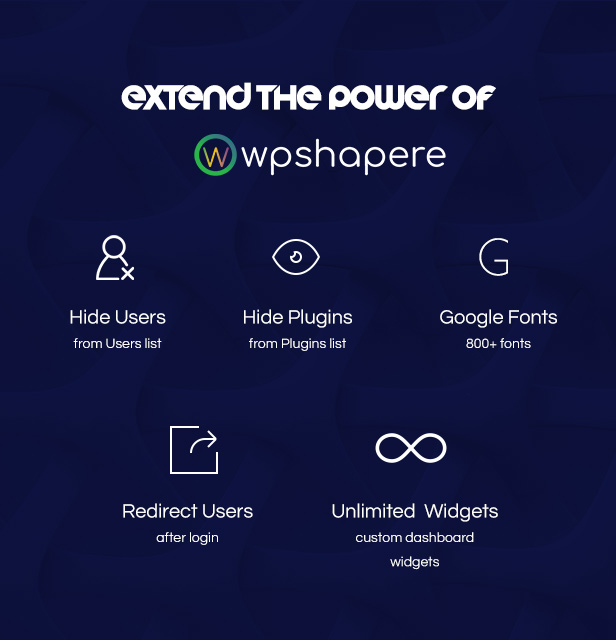 extend the power of
wpshapere
Hide Users
from Users list
Hide Plugins
from Plugins list
Google Fonts
800+ fonts
Redirect Users
after login
Unlimited Widgets
custom dashboard
widgets